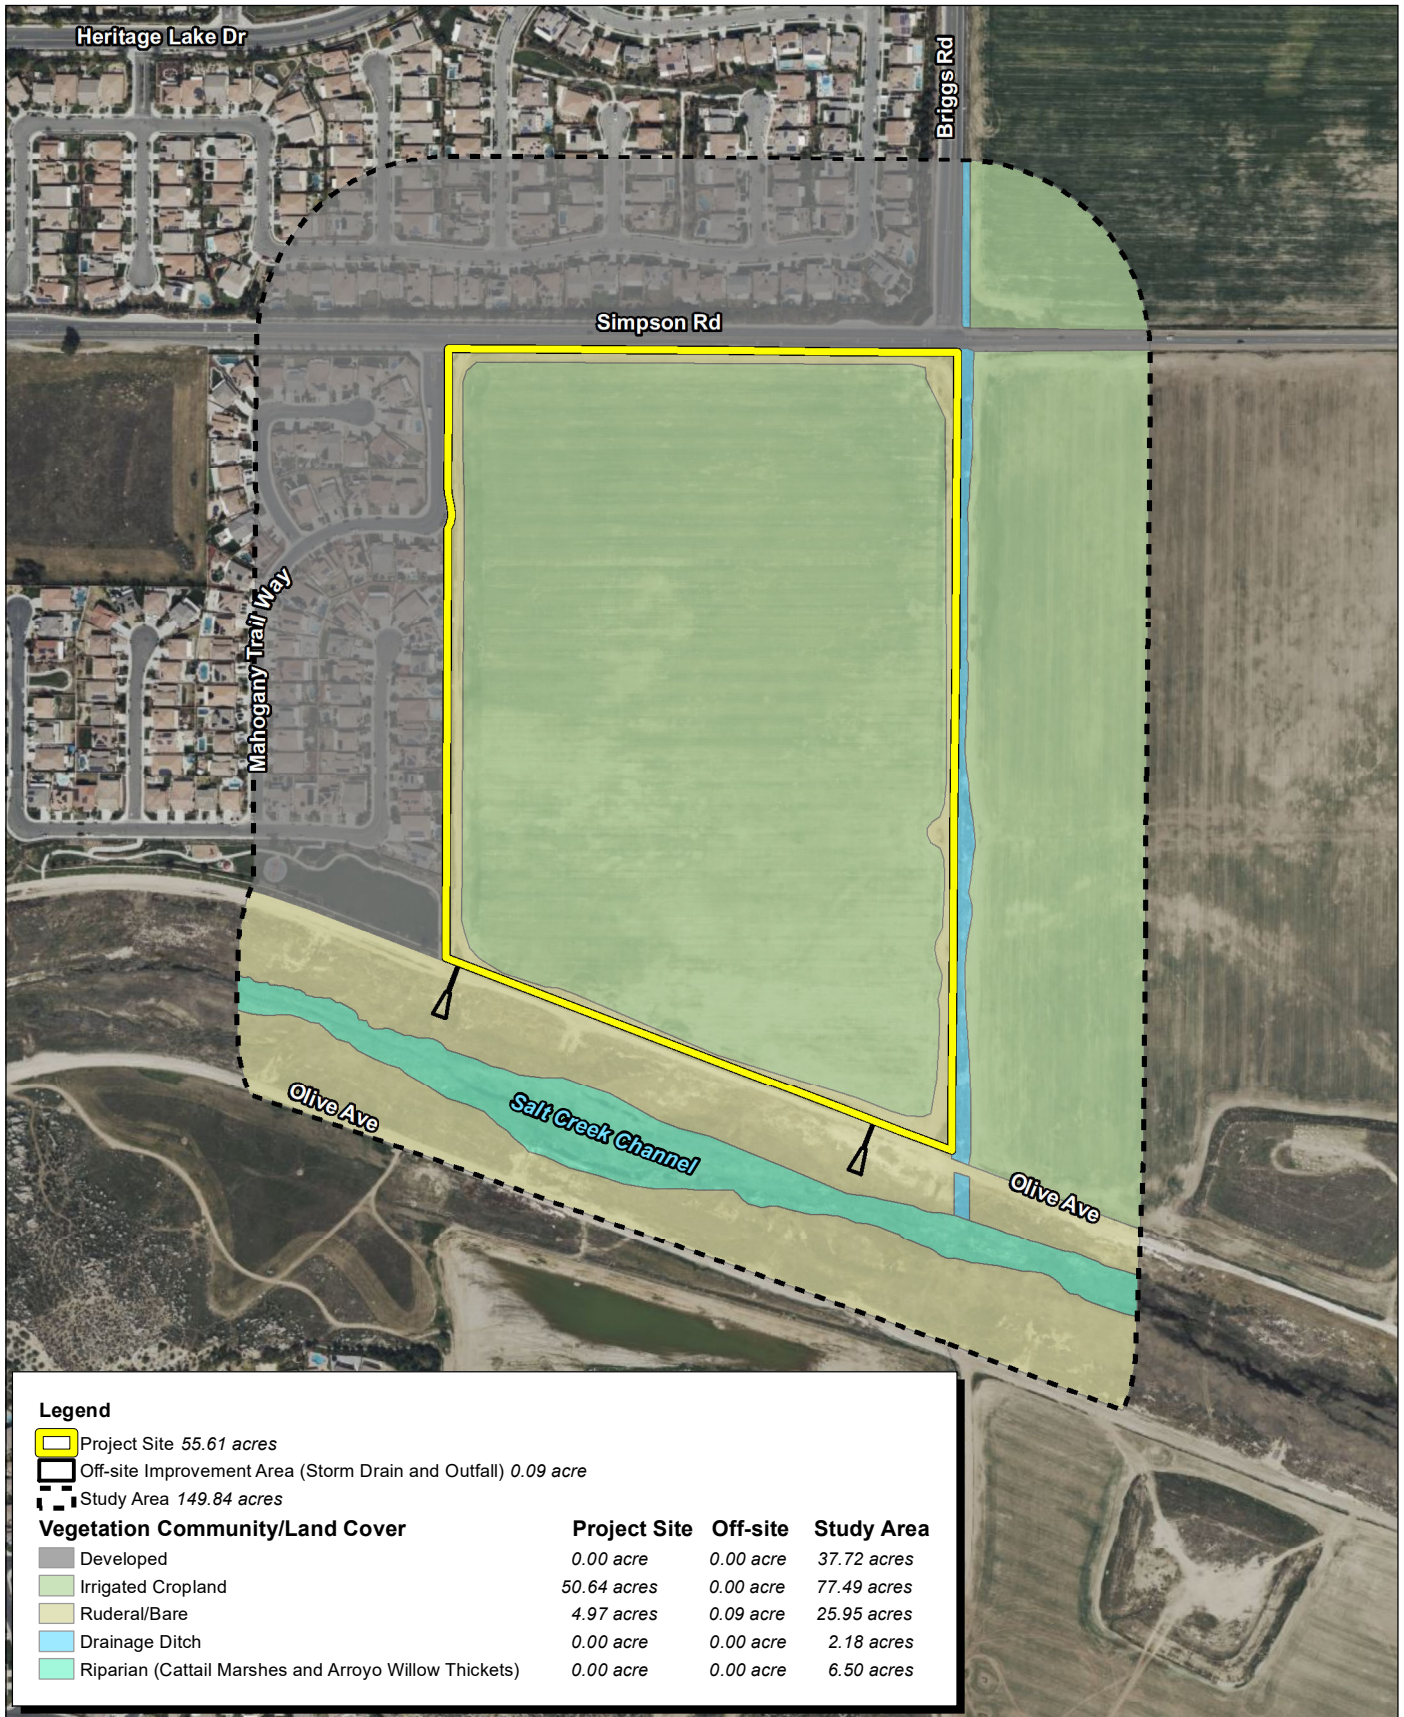 Heritage Lake Dr
Briggs Rd
Simpson Rd
Mahogany Trail Way
Olive Ave
Salt Creek Channel
Olive Ave
Legend
Project Site 55.61 acres
Off-site Improvement Area (Storm Drain and Outfall) 0.09 acre
Study Area 149.84 acres
Vegetation Community/Land Cover Project Site Off-site Study Area
Developed 0.00 acre 0.00 acre 37.72 acres
Irrigated Cropland 50.64 acres 0.00 acre 77.49 acres
Ruderal/Bare 4.97 acres 0.09 acre 25.95 acres
Drainage Ditch 0.00 acre 0.00 acre 2.18 acres
Riparian (Cattail Marshes and Arroyo Willow Thickets) 0.00 acre 0.00 acre 6.50 acres